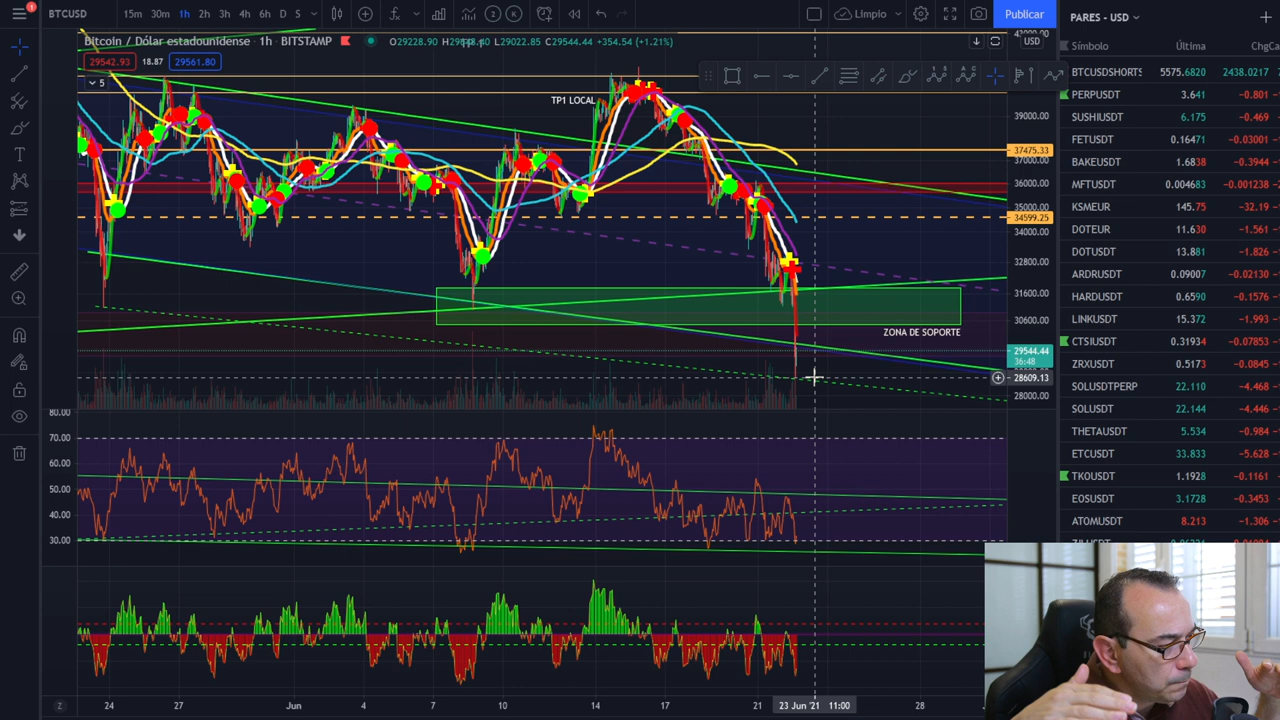 1
BTCUSD
15m 30m 1h 2h 3h 4h 6h D S
2
K
Limpio
Publicar
PARES - USD
Bitcoin / Dólar estadounidense · 1h · BITSTAMP
O29228.90
L29022.85 C29544.44 +354.54 (+1.21%)
USD
29542.93 18.87 29561.80
5
TP1 LOCAL
39000.00
37475.33
37000.00
36000.00
34599.25
34000.00
32800.00
31600.00
30600.00
29544.44
36:48
28609.13
28000.00
ZONA DE SOPORTE
80.00
70.00
60.00
50.00
40.00
30.00
24 27 Jun 4 7 10 14 17 21 23 Jun '21 11:00 28
Z
Símbolo Última
BTCUSDSHORTS 5575.6820 2438.0217
PERPUSDT 3.641 −0.801
SUSHIUSDT 6.175 −0.469
FETUSDT 0.16471 −0.03001
BAKEUSDT 1.6838 −0.3944
MFTUSDT 0.004683 −0.001238
KSMEUR 145.75 −32.19
DOTEUR 11.630 −1.561
DOTUSDT 13.881 −1.826
ARDRUSDT 0.09007 −0.02130
HARDUSDT 0.6590 −0.1576
LINKUSDT 15.372 −1.993
CTSIUSDT 0.31934 −0.07853
ZRXUSDT 0.5173 −0.0845
SOLUSDTPERP 22.110 −4.468
SOLUSDT 22.144 −4.446
THETAUSDT 5.534 −0.984
ETCUSDT 33.833 −5.628
TKOUSDT 1.1928 −0.1161
EOSUSDT 3.1728 −0.3453
ATOMUSDT 8.213 −1.306